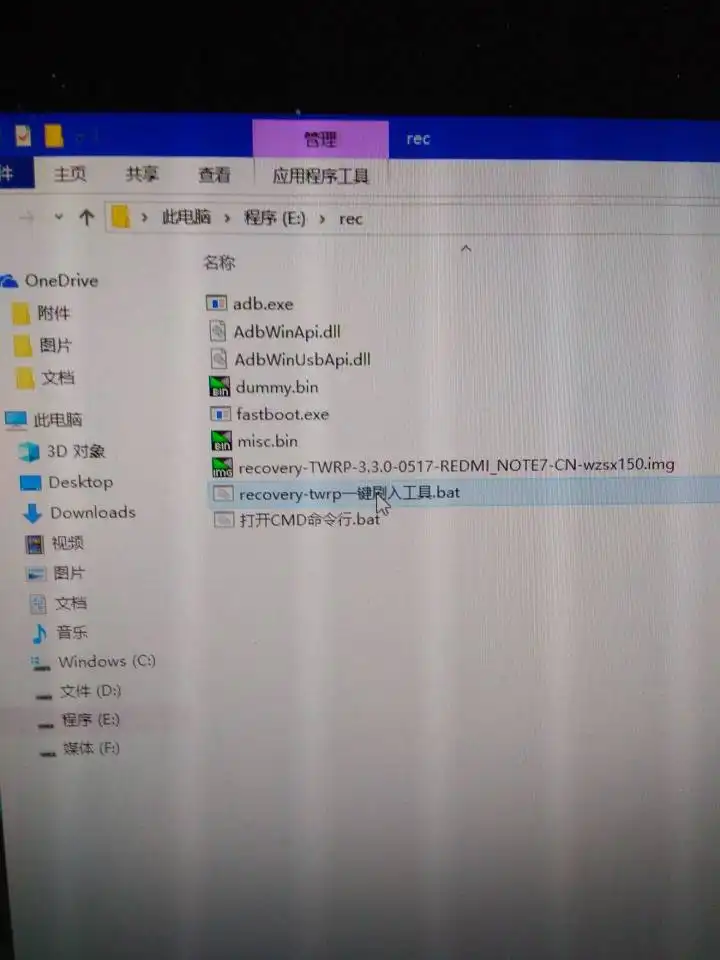 管理 rec
件 主页 共享 查看 应用程序工具
此电脑 › 程序 (E:) › rec
名称
OneDrive
附件
图片
文档
此电脑
3D 对象
Desktop
Downloads
视频
图片
文档
音乐
Windows (C:)
文件 (D:)
程序 (E:)
媒体 (F:)
adb.exe
AdbWinApi.dll
AdbWinUsbApi.dll
dummy.bin
fastboot.exe
misc.bin
recovery-TWRP-3.3.0-0517-REDMI_NOTE7-CN-wzsx150.img
recovery-twrp一键刷入工具.bat
打开CMD命令行.bat